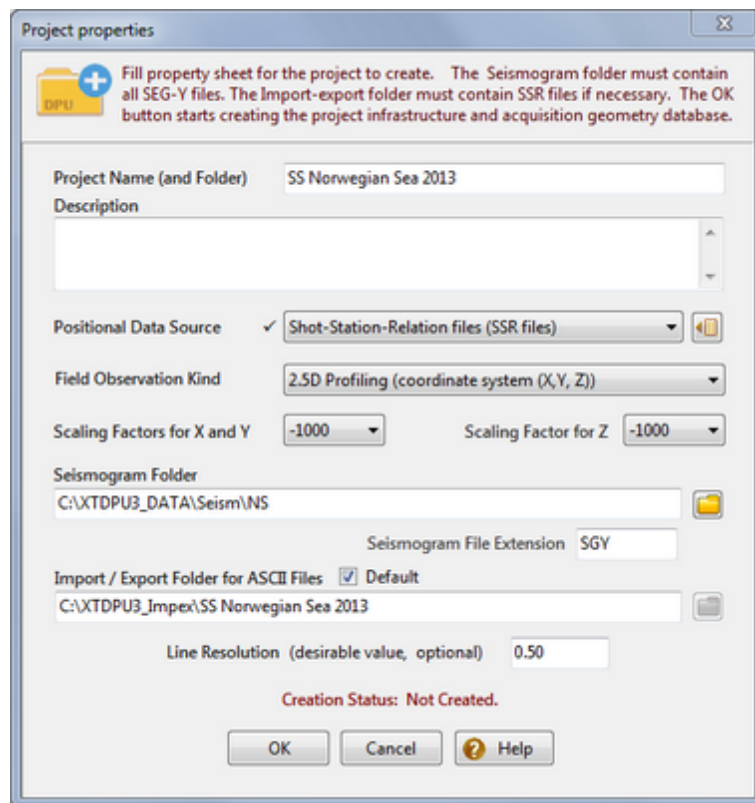 Project properties
Fill property sheet for the project to create. The Seismogram folder must contain
all SEG-Y files. The Import-export folder must contain SSR files if necessary. The OK
button starts creating the project infrastructure and acquisition geometry database.
DPU
Project Name (and Folder) SS Norwegian Sea 2013
Description
Positional Data Source ✓ Shot-Station-Relation files (SSR files)
Field Observation Kind 2.5D Profiling (coordinate system (X,Y, Z))
Scaling Factors for X and Y -1000 Scaling Factor for Z -1000
Seismogram Folder
C:\XTDPU3_DATA\Seism\NS
Seismogram File Extension SGY
Import / Export Folder for ASCII Files Default
C:\XTDPU3_Impex\SS Norwegian Sea 2013
Line Resolution (desirable value, optional) 0.50
Creation Status: Not Created.
OK Cancel ? Help